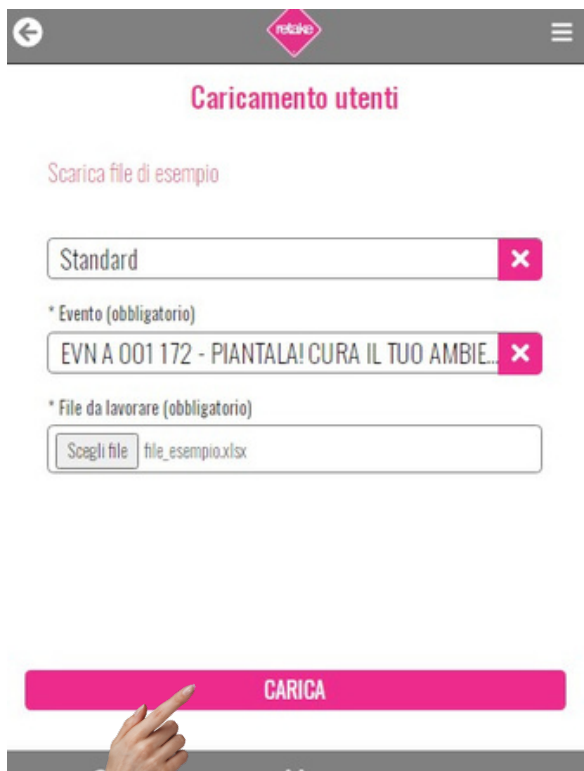 retake
Caricamento utenti
Scarica file di esempio
Standard
* Evento (obbligatorio)
EVN A 001 172 - PIANTALA! CURA IL TUO AMBIE...
* File da lavorare (obbligatorio)
Scegli file file_esempio.xlsx
CARICA